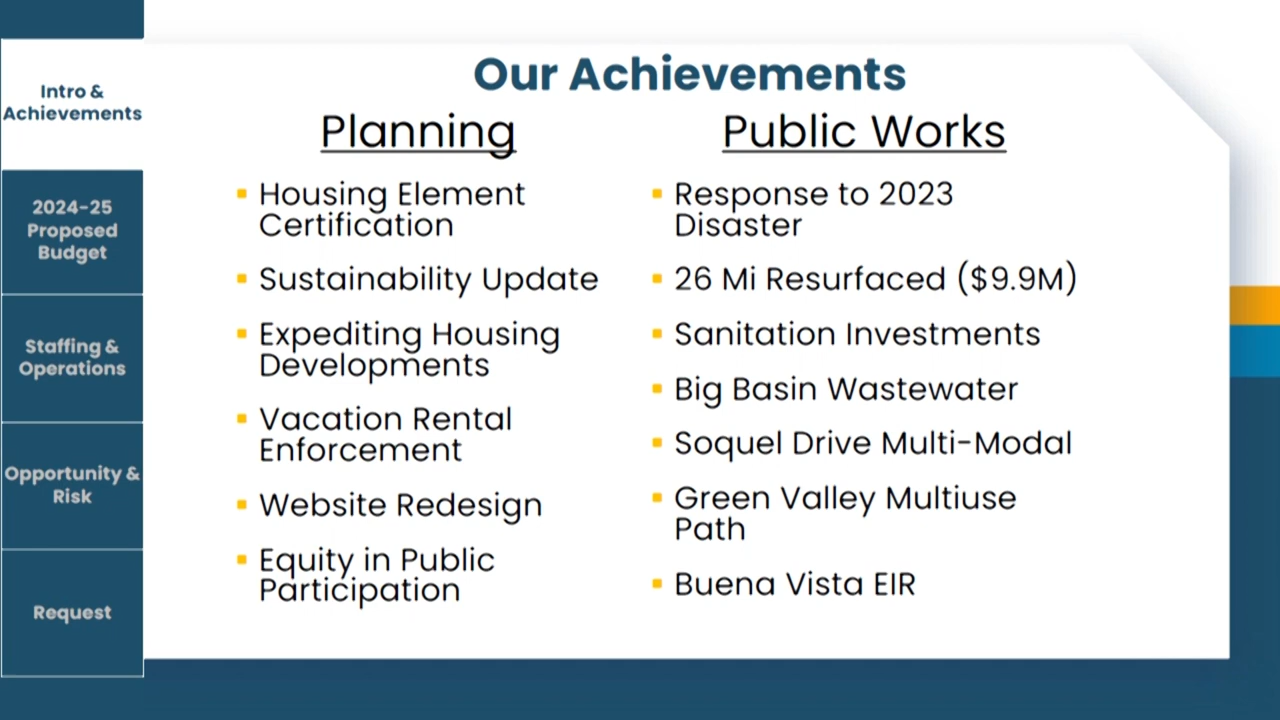 Intro &
Achievements
2024-25
Proposed
Budget
Staffing &
Operations
Opportunity &
Risk
Request
Our Achievements
Planning
Housing Element
Certification
Sustainability Update
Expediting Housing
Developments
Vacation Rental
Enforcement
Website Redesign
Equity in Public
Participation
Public Works
Response to 2023
Disaster
26 Mi Resurfaced ($9.9M)
Sanitation Investments
Big Basin Wastewater
Soquel Drive Multi-Modal
Green Valley Multiuse
Path
Buena Vista EIR